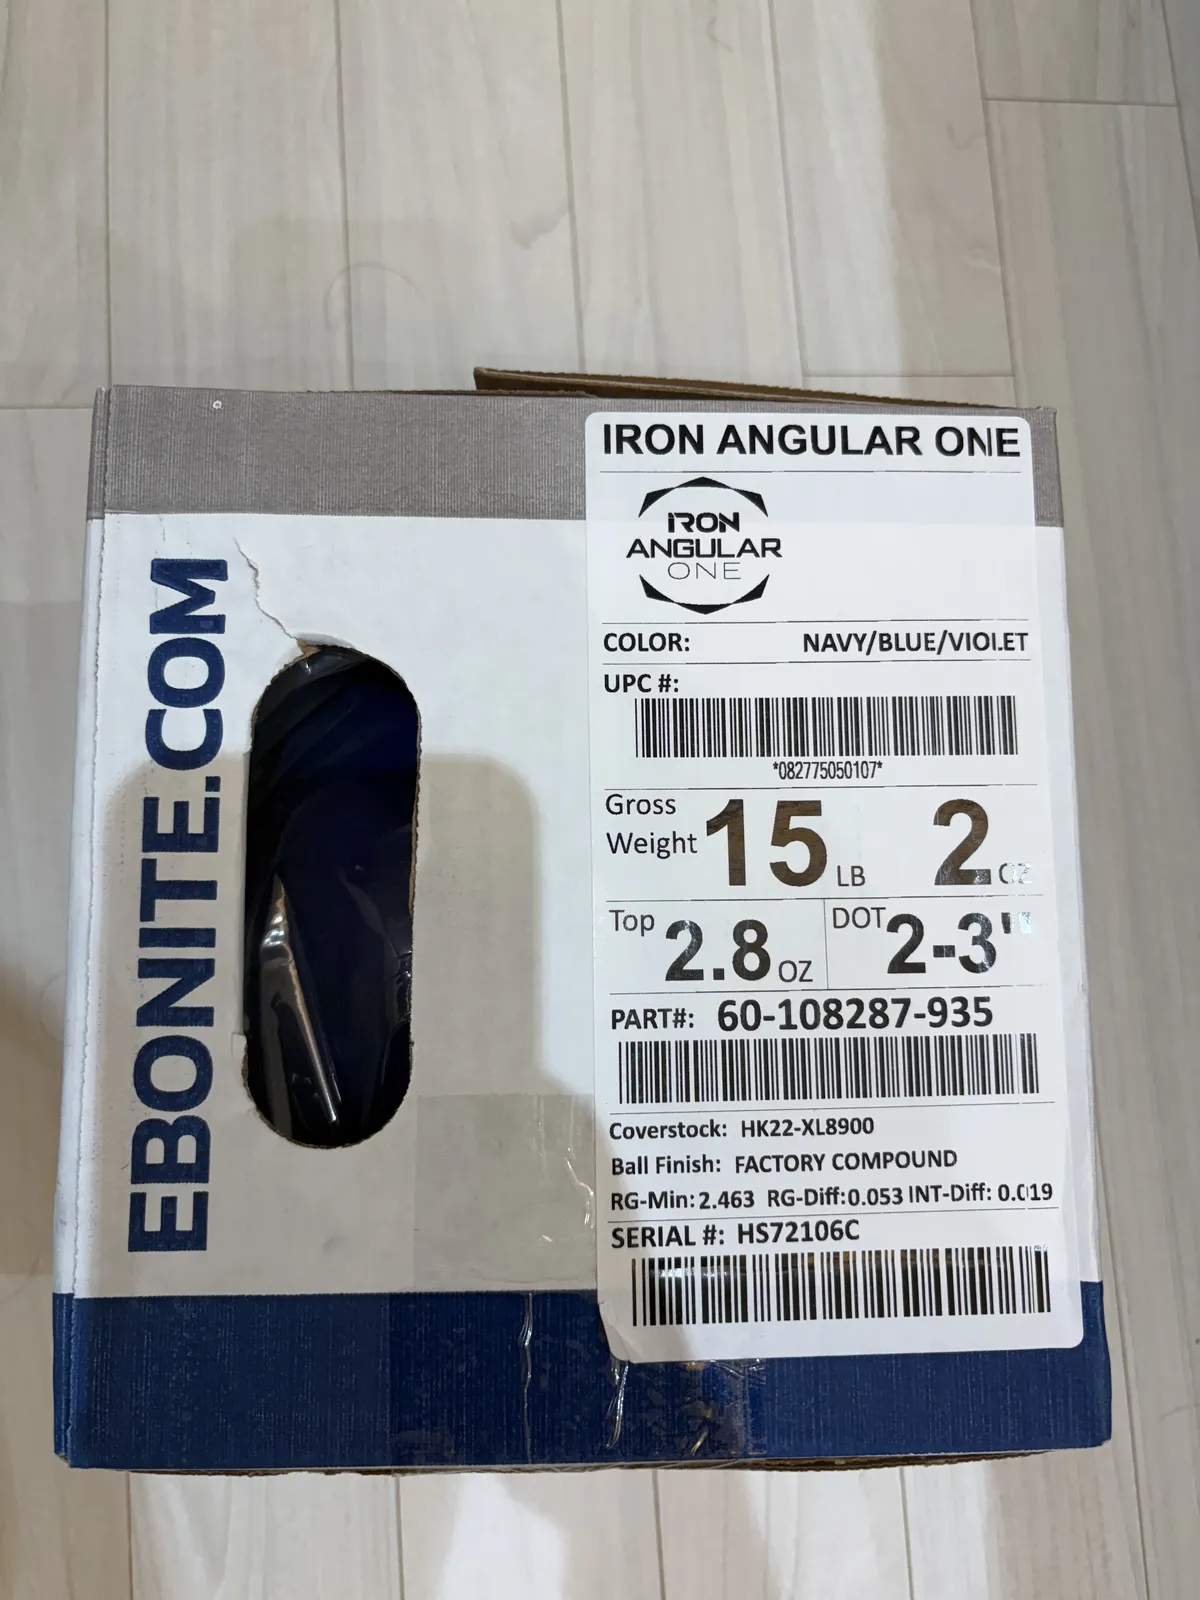 EBONITE.COM
IRON ANGULAR ONE
IRON
ANGULAR
ONE
COLOR: NAVY/BLUE/VIOLET
UPC #:
*082775050107*
Gross Weight 15 LB 2 OZ
Top 2.8 OZ DOT 2-3"
PART#: 60-108287-935
Coverstock: HK22-XL8900
Ball Finish: FACTORY COMPOUND
RG-Min: 2.463 RG-Diff: 0.053 INT-Diff: 0.019
SERIAL #: HS72106C